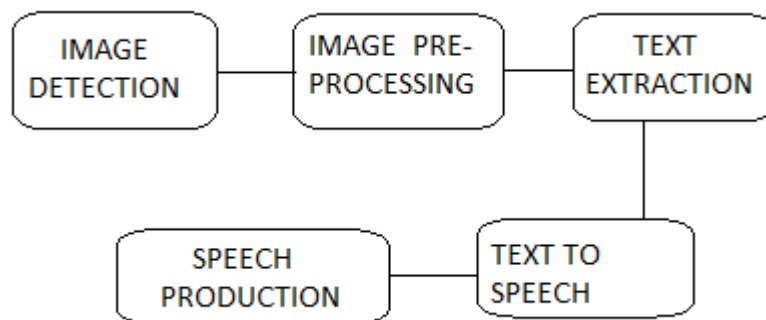 IMAGE
DETECTION
IMAGE PRE-
PROCESSING
TEXT
EXTRACTION
TEXT TO
SPEECH
SPEECH
PRODUCTION